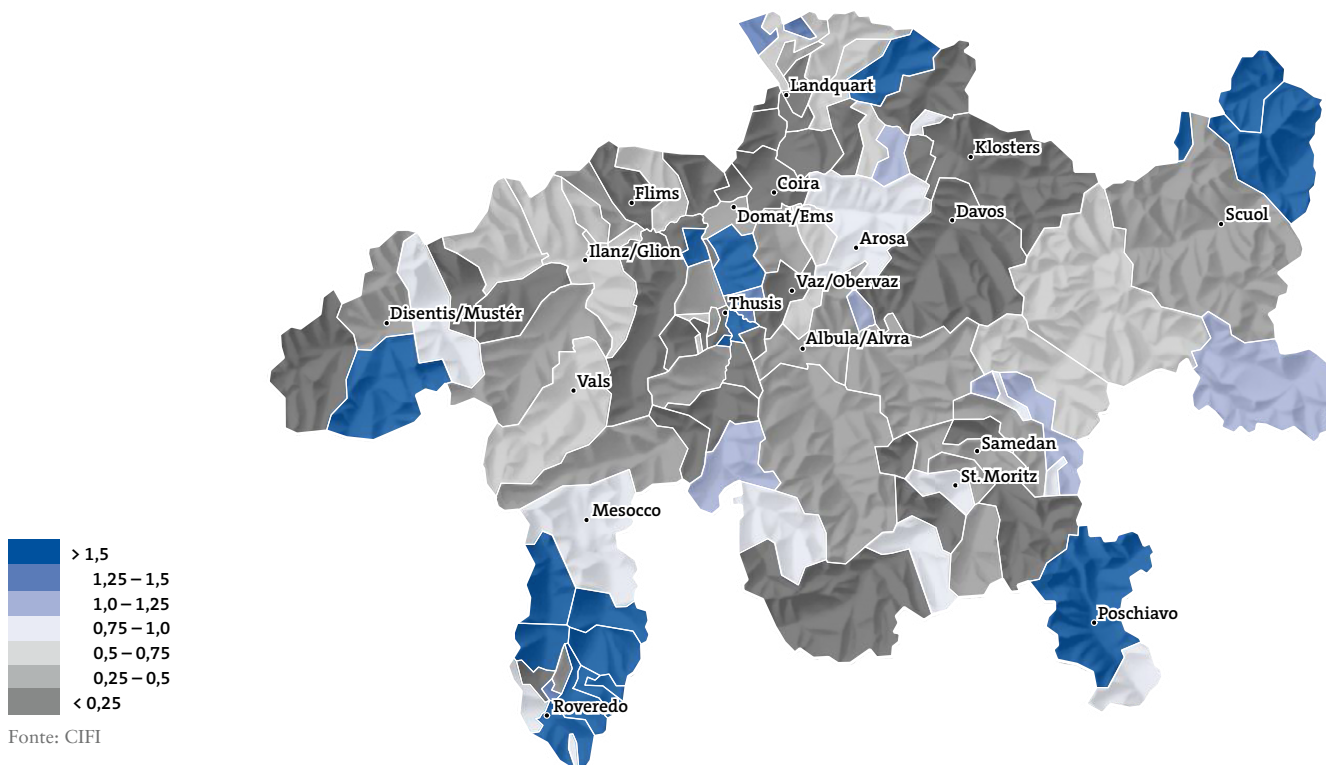 Landquart
Klosters
Coira
Flims
Domat/Ems
Davos
Scuol
Arosa
Ilanz/Glion
Vaz/Obervaz
Thusis
Disentis/Mustér
Albula/Alvra
Vals
Samedan
St. Moritz
Mesocco
Poschiavo
Roveredo
> 1,5
1,25 – 1,5
1,0 – 1,25
0,75 – 1,0
0,5 – 0,75
0,25 – 0,5
< 0,25
Fonte: CIFI